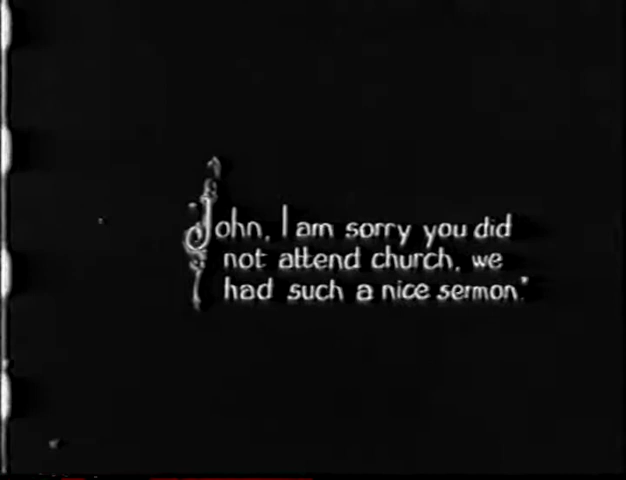 John, I am sorry you did
not attend church, we
had such a nice sermon."